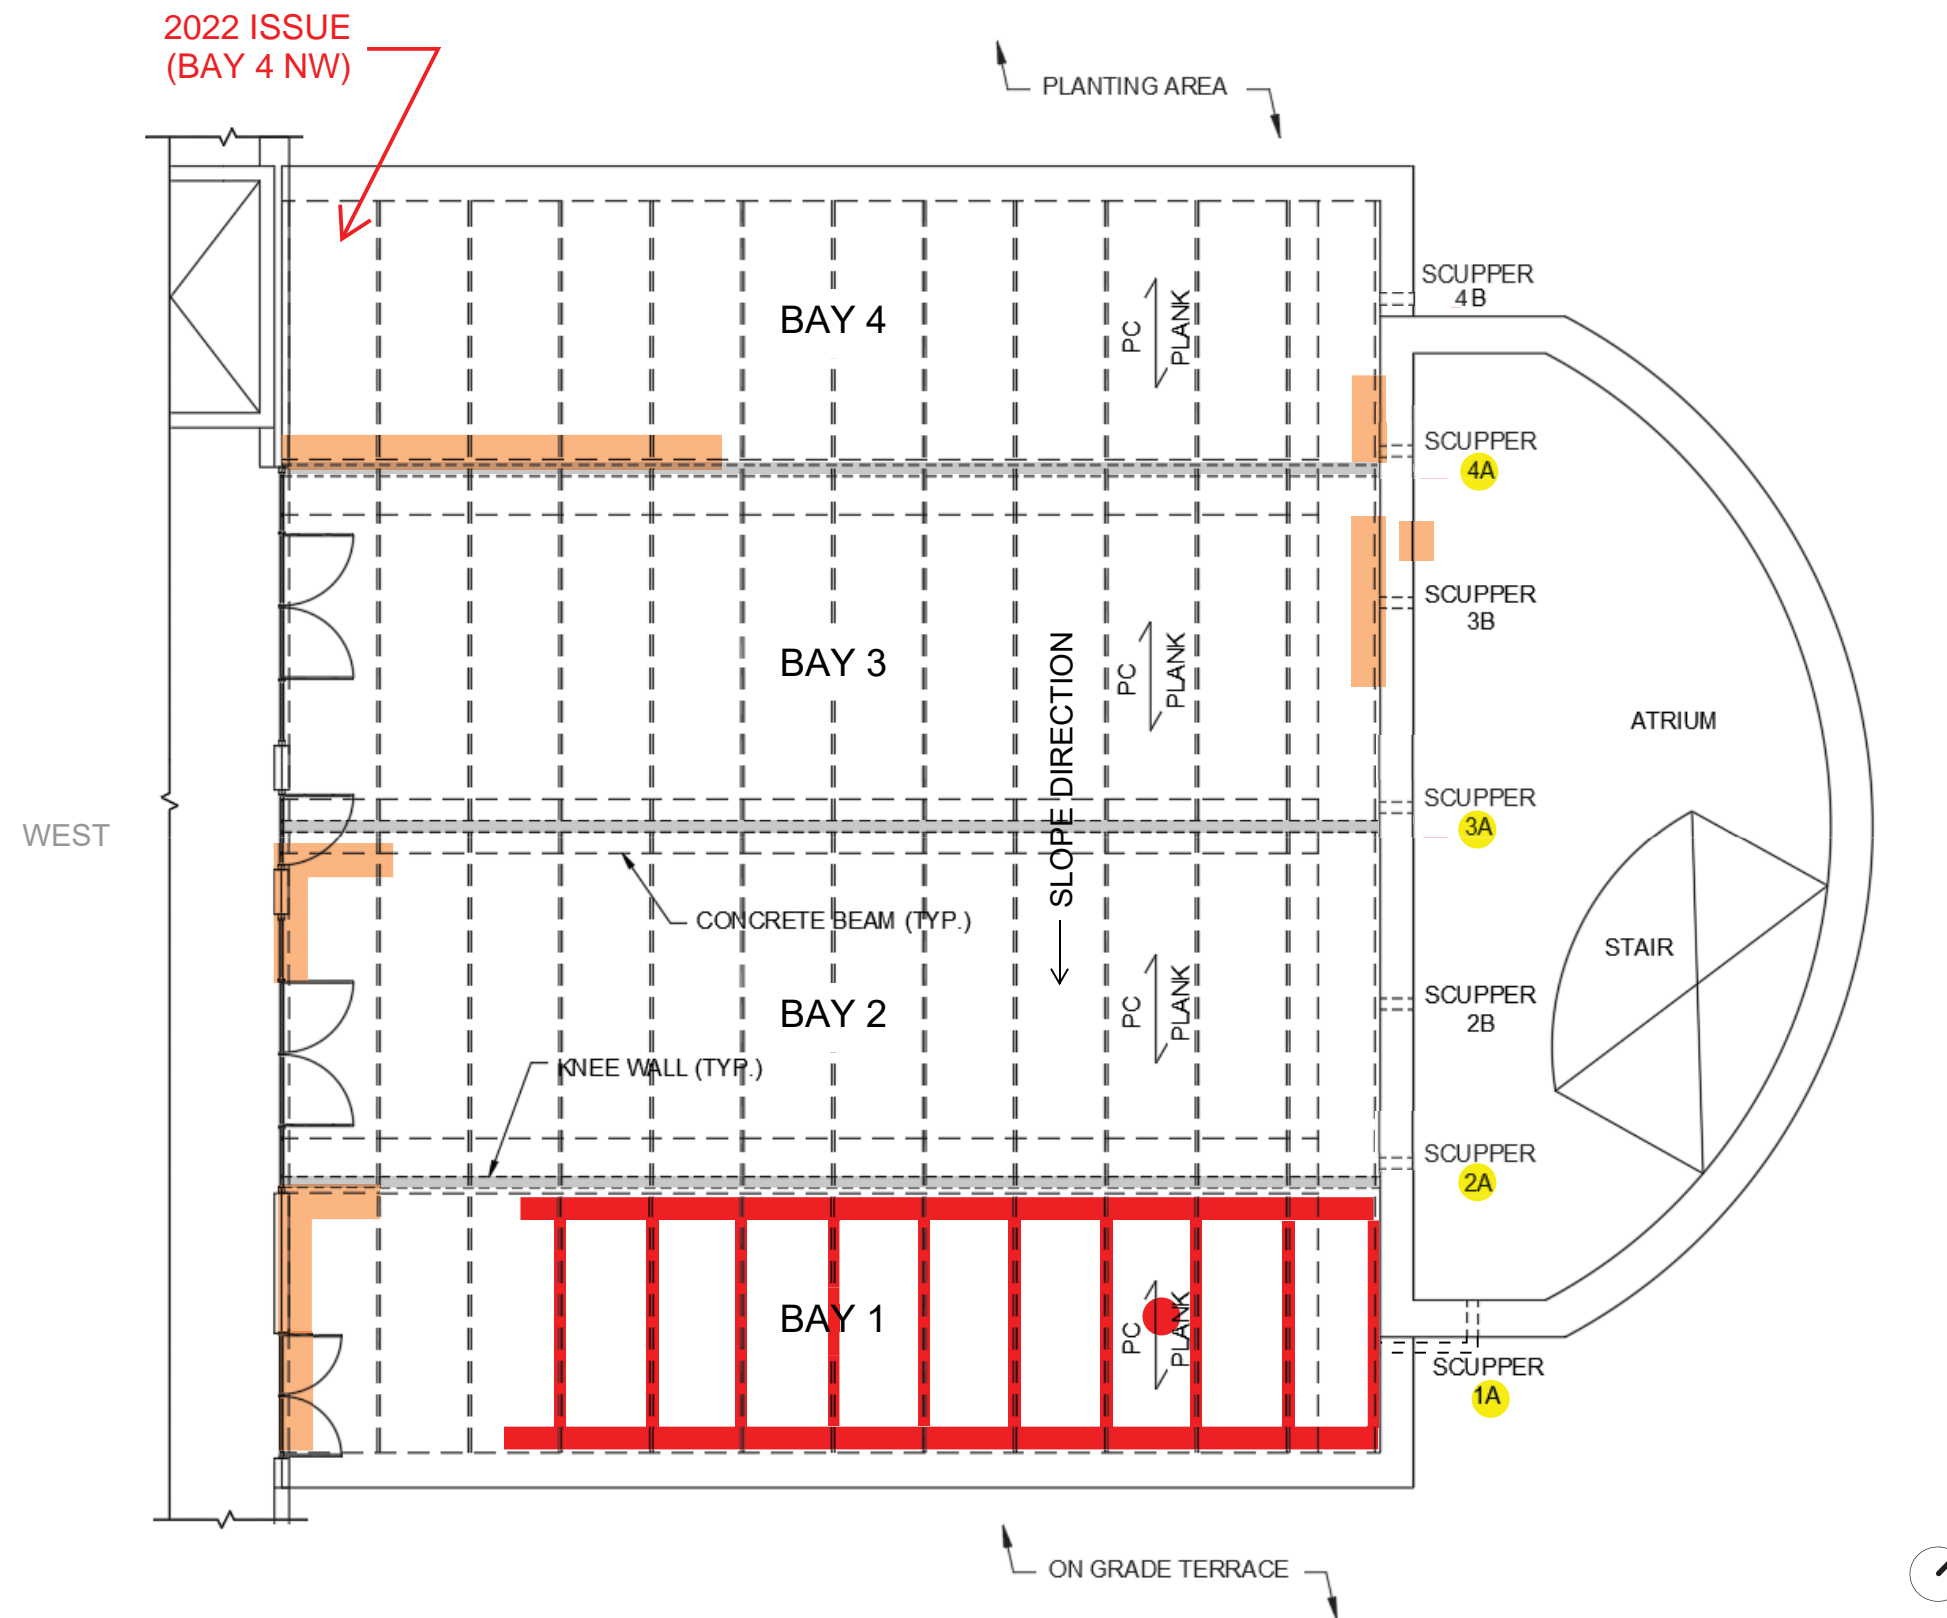 2022 ISSUE
(BAY 4 NW)
PLANTING AREA
SCUPPER
4B
BAY 4
PC
PLANK
SCUPPER
4A
SCUPPER
3B
BAY 3
SLOPE DIRECTION
PC
PLANK
ATRIUM
SCUPPER
3A
WEST
CONCRETE BEAM (TYP.)
STAIR
BAY 2
PC
PLANK
SCUPPER
2B
KNEE WALL (TYP.)
SCUPPER
2A
BAY 1
PC
PLANK
SCUPPER
1A
ON GRADE TERRACE